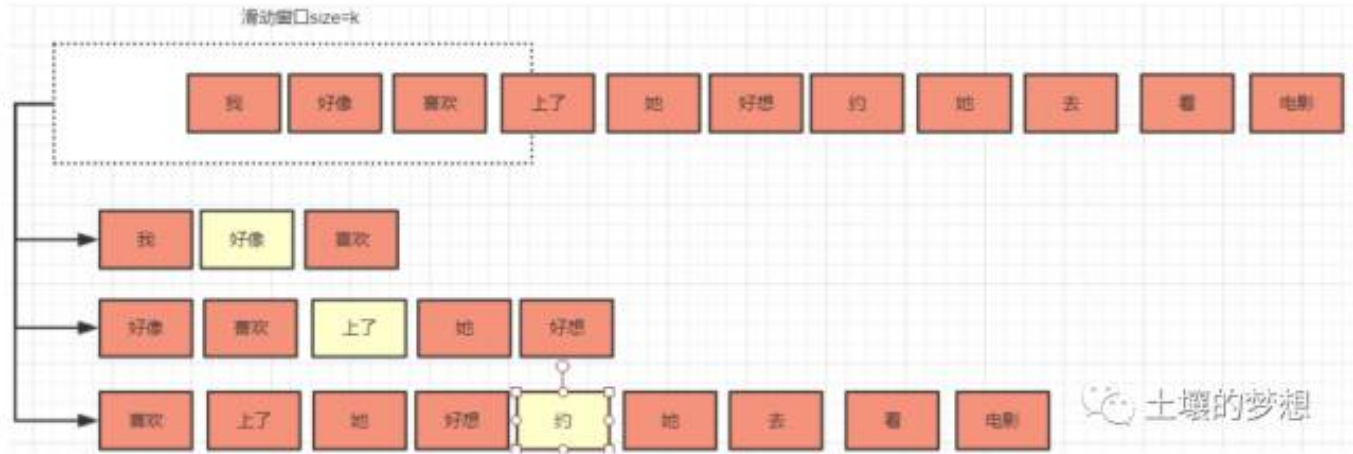 滑动窗口size=k
我 好像 喜欢 上了 她 好想 约 她 去 看 电影
我 好像 喜欢
好像 喜欢 上了 她 好想
喜欢 上了 她 好想 约 她 去 看 电影
土壤的梦想